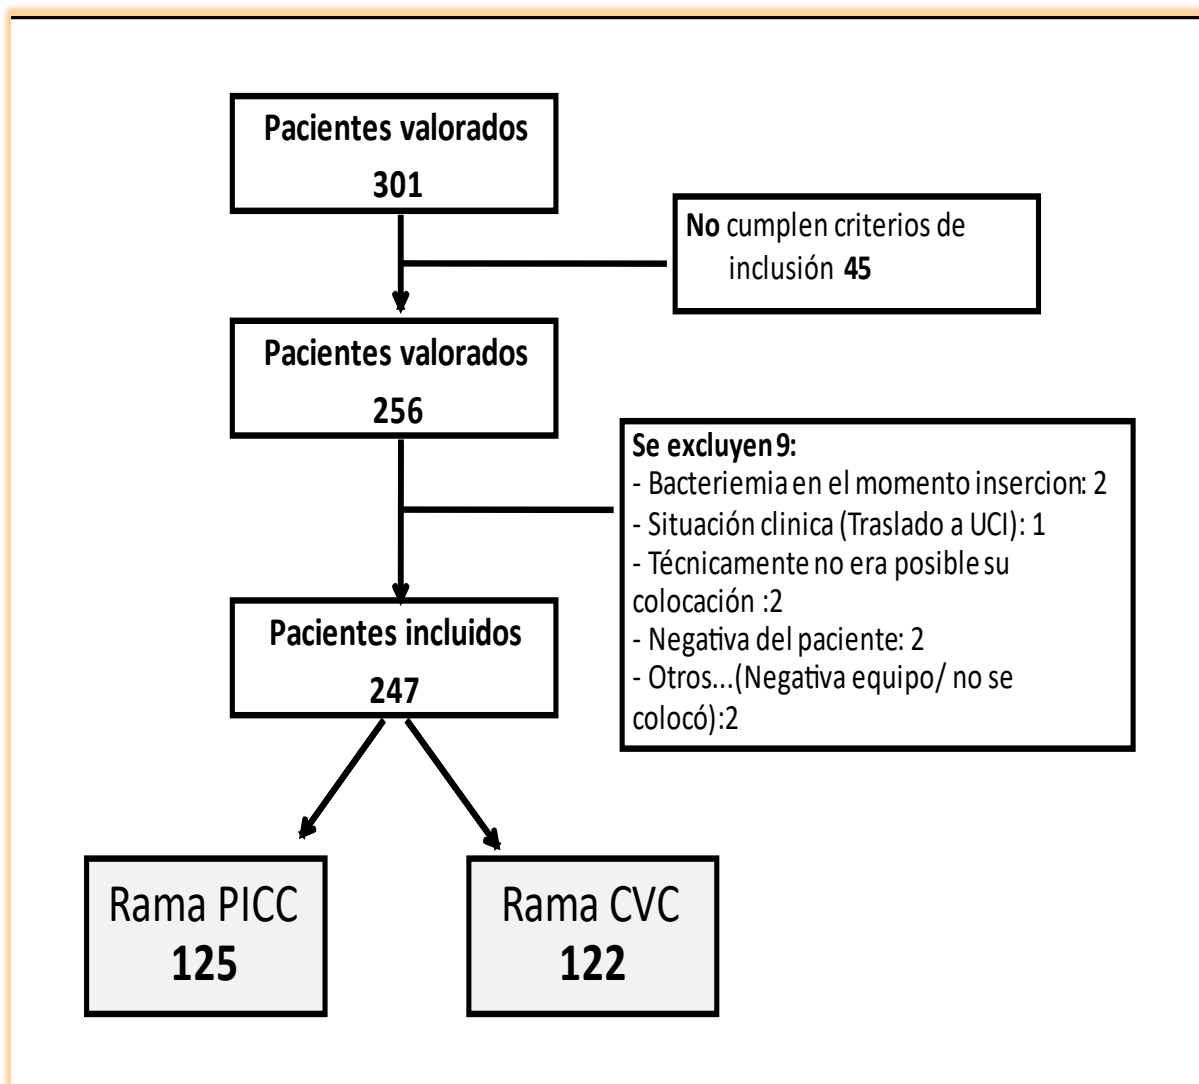 Pacientes valorados
301
No cumplen criterios de
inclusión 45
Pacientes valorados
256
Se excluyen 9:
- Bacteriemia en el momento insercion: 2
- Situación clinica (Traslado a UCI): 1
- Técnicamente no era posible su
colocación :2
- Negativa del paciente: 2
- Otros...(Negativa equipo/ no se
colocó):2
Pacientes incluidos
247
Rama PICC
125
Rama CVC
122